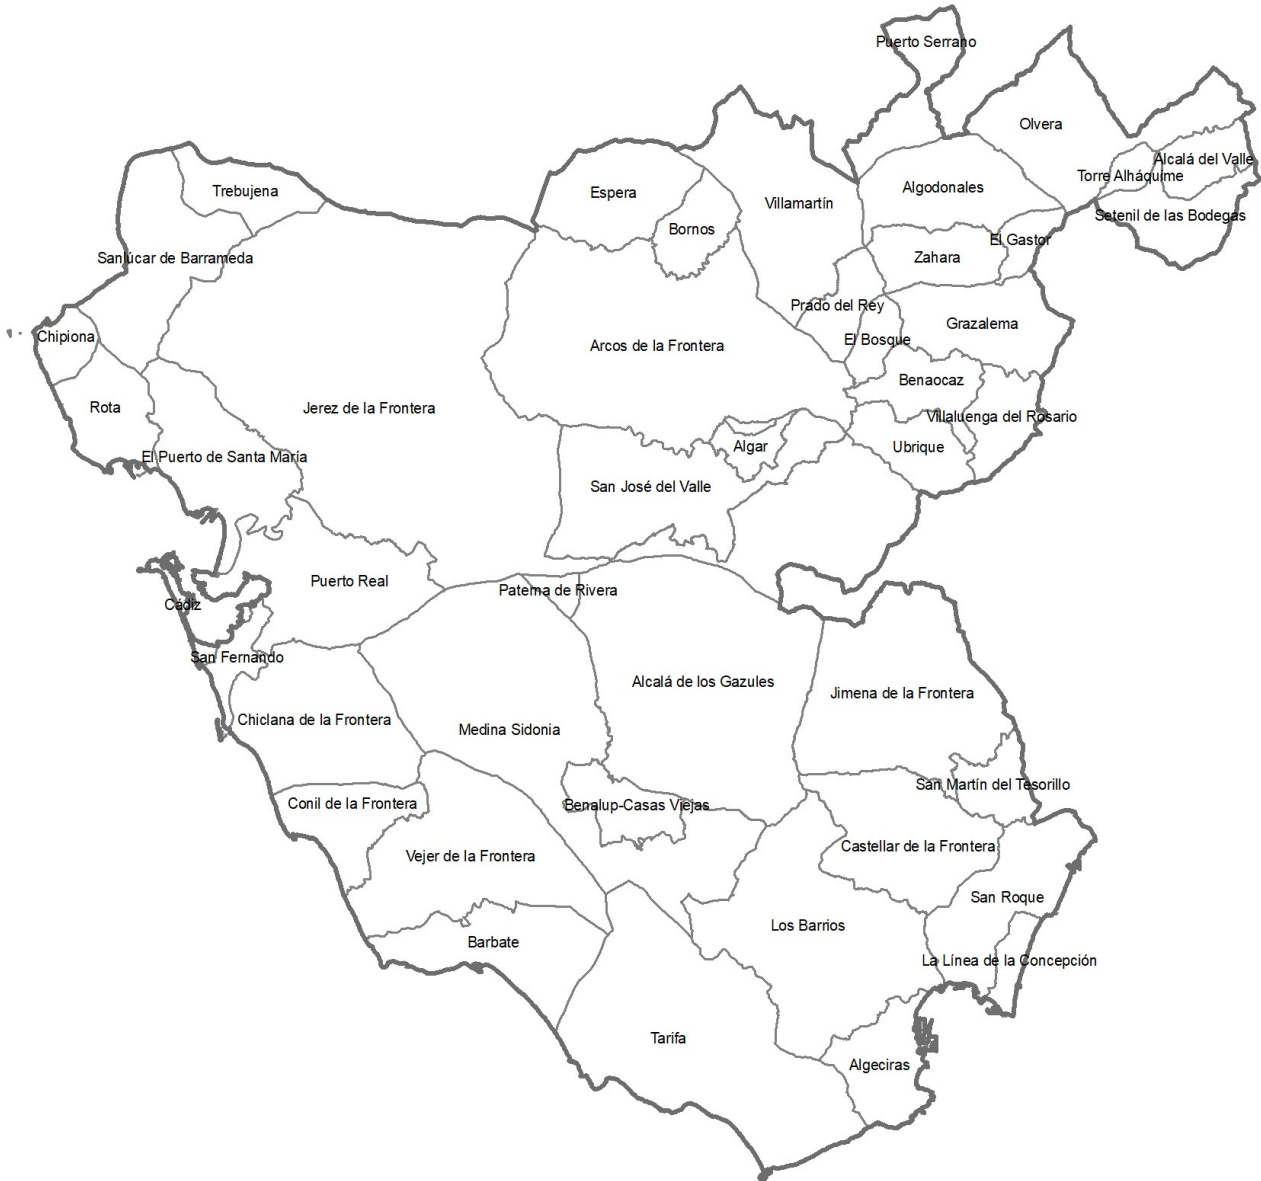 Puerto Serrano
Olvera
Alcalá del Valle
Torre Alháquime
Trebujena
Espera
Algodonales
Villamartín
Setenil de las Bodegas
Bornos
El Gastor
Sanlúcar de Barrameda
Zahara
Prado del Rey
Grazalema
Chipiona
El Bosque
Arcos de la Frontera
Benaocaz
Rota
Jerez de la Frontera
Villaluenga del Rosario
Algar
Ubrique
El Puerto de Santa María
San José del Valle
Puerto Real
Paterna de Rivera
Cádiz
San Fernando
Alcalá de los Gazules
Jimena de la Frontera
Chiclana de la Frontera
Medina Sidonia
San Martín del Tesorillo
Conil de la Frontera
Benalup-Casas Viejas
Castellar de la Frontera
Vejer de la Frontera
San Roque
Los Barrios
Barbate
La Línea de la Concepción
Tarifa
Algeciras